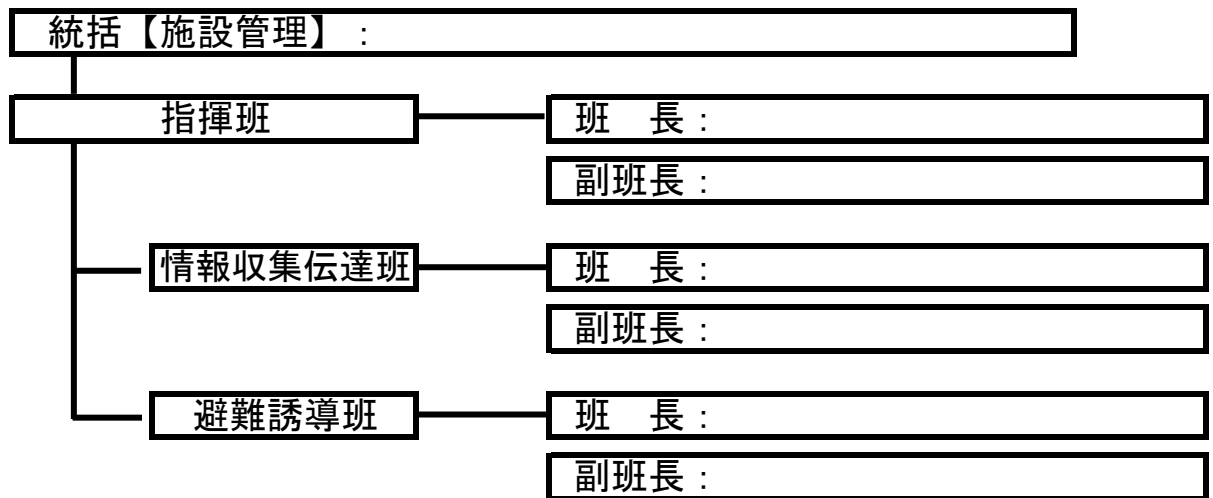 統括【施設管理】：
指揮班
班　長：
副班長：
情報収集伝達班
班　長：
副班長：
避難誘導班
班　長：
副班長：